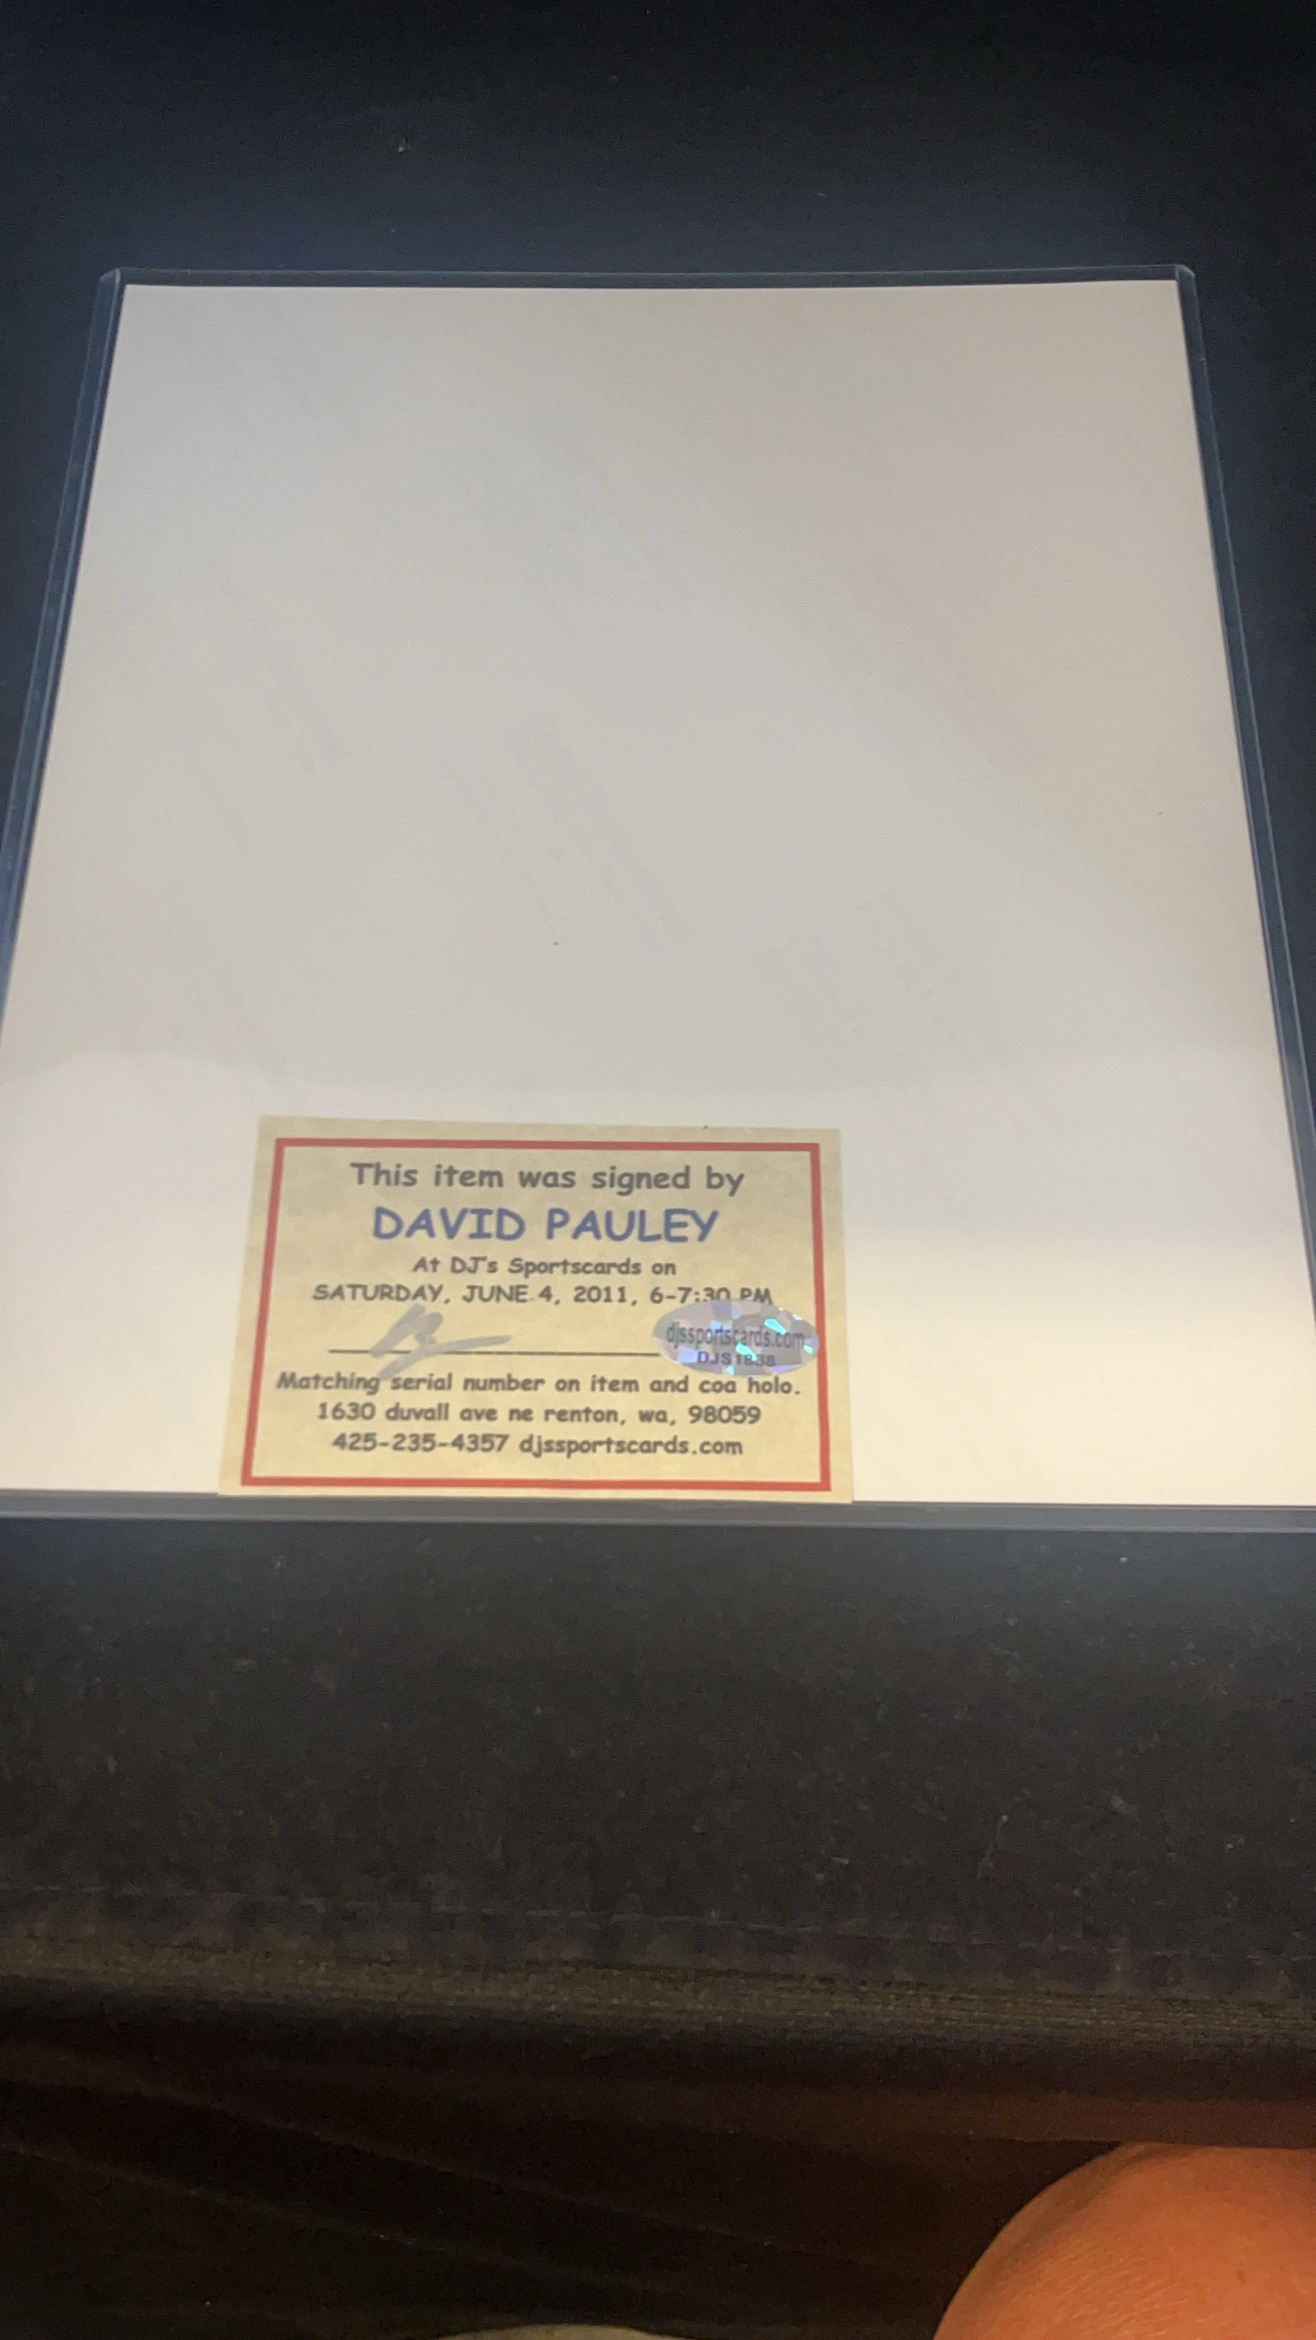 This item was signed by
DAVID PAULEY
At DJ's Sportscards on
SATURDAY, JUNE 4, 2011, 6-7:30 PM
djssportscards.com
DJS1838
Matching serial number on item and coa holo.
1630 duvall ave ne renton, wa, 98059
425-235-4357 djssportscards.com